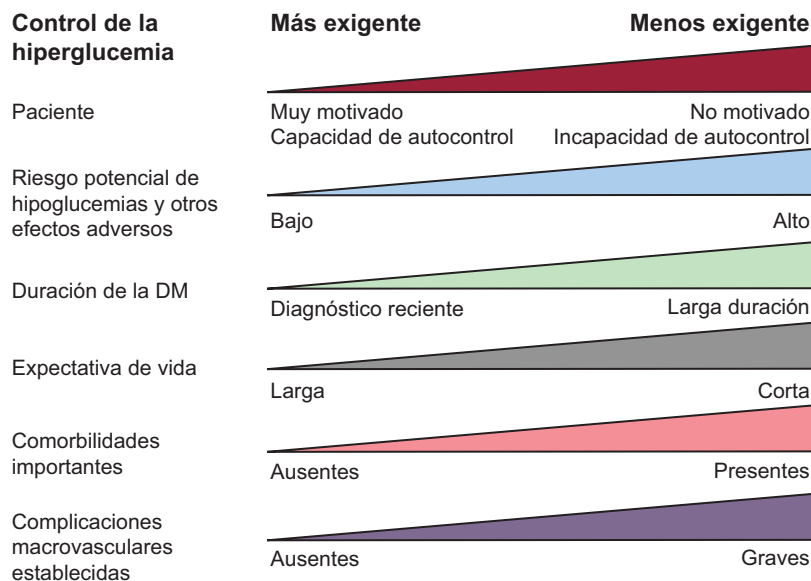 Control de la
hiperglucemia
Más exigente
Menos exigente
Paciente
Muy motivado
Capacidad de autocontrol
No motivado
Incapacidad de autocontrol
Riesgo potencial de
hipoglucemias y otros
efectos adversos
Bajo
Alto
Duración de la DM
Diagnóstico reciente
Larga duración
Expectativa de vida
Larga
Corta
Comorbilidades
importantes
Ausentes
Presentes
Complicaciones
macrovasculares
establecidas
Ausentes
Graves